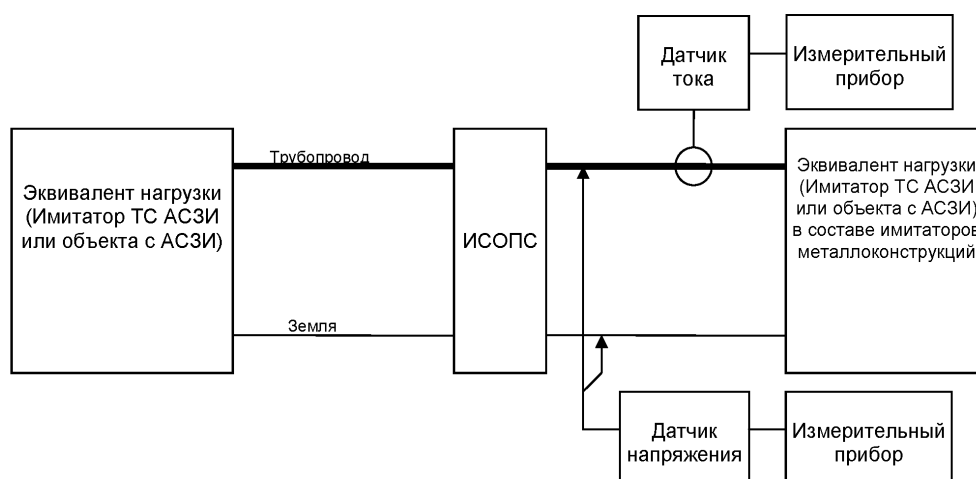 Датчик
тока
Измерительный
прибор
Трубопровод
Эквивалент нагрузки
(Имитатор ТС АСЗИ
или объекта с АСЗИ)
ИСОПС
Эквивалент нагрузки
(Имитатор ТС АСЗИ
или объекта с АСЗИ)
в составе имитаторов
металлоконструкций
Земля
Датчик
напряжения
Измерительный
прибор